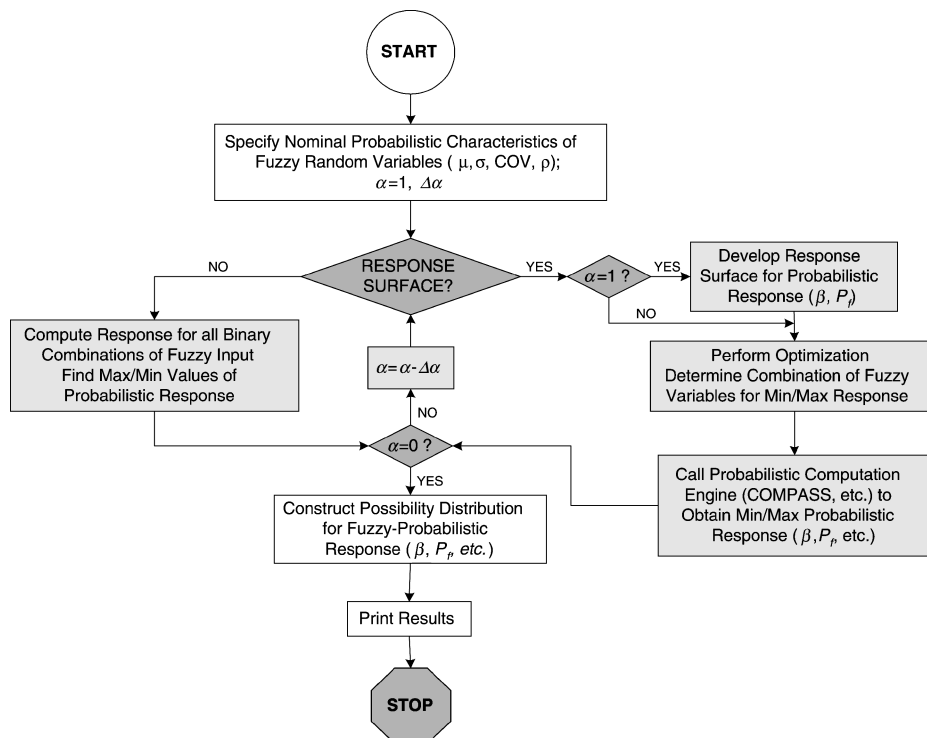 START
Specify Nominal Probabilistic Characteristics of
Fuzzy Random Variables ( μ, σ, COV, ρ);
α=1, Δα
RESPONSE
SURFACE?
NO
YES
α=1 ?
YES
NO
Develop Response
Surface for Probabilistic
Response (β, Pf)
Compute Response for all Binary
Combinations of Fuzzy Input
Find Max/Min Values of
Probabilistic Response
α=α-Δα
NO
Perform Optimization
Determine Combination of Fuzzy
Variables for Min/Max Response
α=0 ?
YES
Call Probabilistic Computation
Engine (COMPASS, etc.) to
Obtain Min/Max Probabilistic
Response ( β,Pf, etc.)
Construct Possibility Distribution
for Fuzzy-Probabilistic
Response ( β, Pf, etc.)
Print Results
STOP